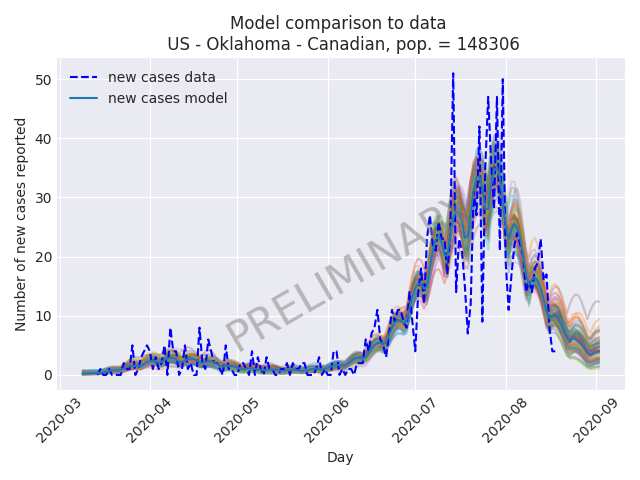 Model comparison to data
US - Oklahoma - Canadian, pop. = 148306
new cases data
new cases model
PRELIMINARY
Number of new cases reported
50
40
30
20
10
0
2020-03
2020-04
2020-05
2020-06
2020-07
2020-08
2020-09
Day